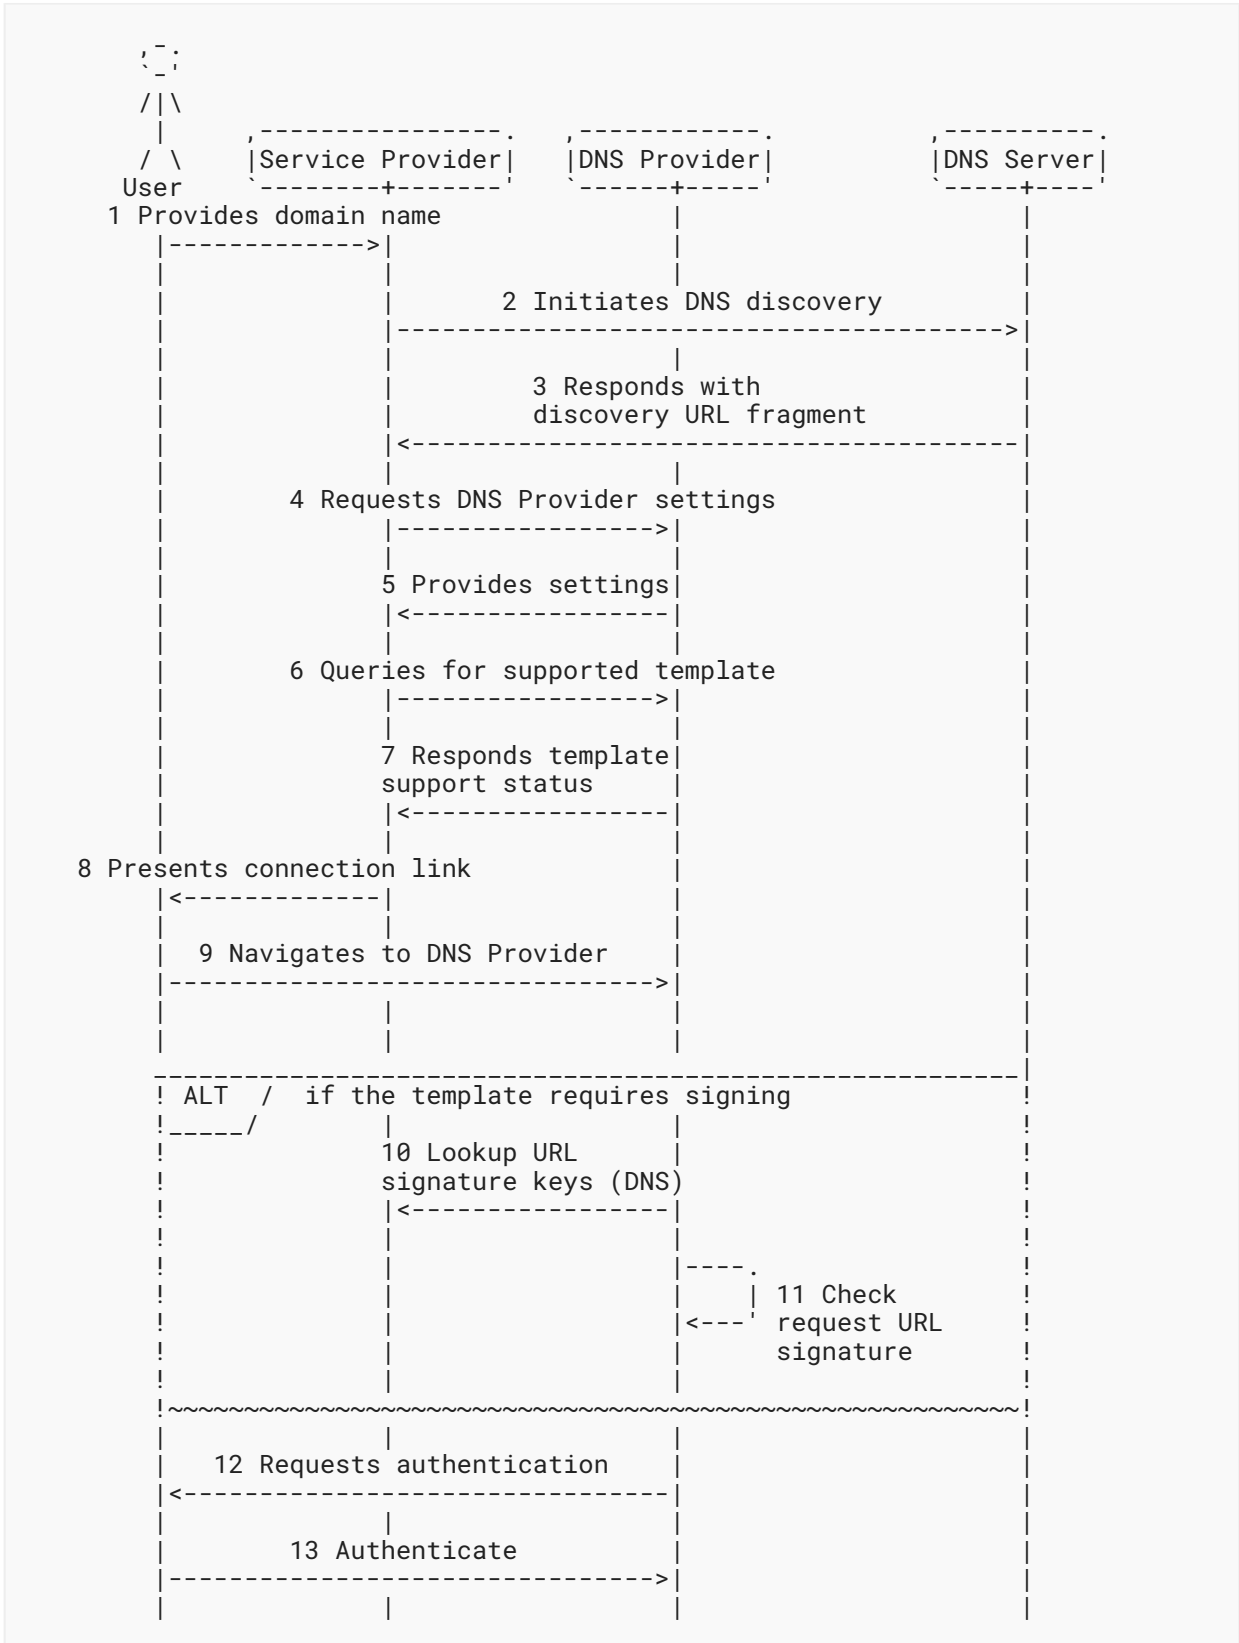 Service Provider DNS Provider DNS Server
User
1 Provides domain name
2 Initiates DNS discovery
3 Responds with
discovery URL fragment
4 Requests DNS Provider settings
5 Provides settings
6 Queries for supported template
7 Responds template
support status
8 Presents connection link
9 Navigates to DNS Provider
ALT / if the template requires signing
10 Lookup URL
signature keys (DNS)
11 Check
request URL
signature
12 Requests authentication
13 Authenticate